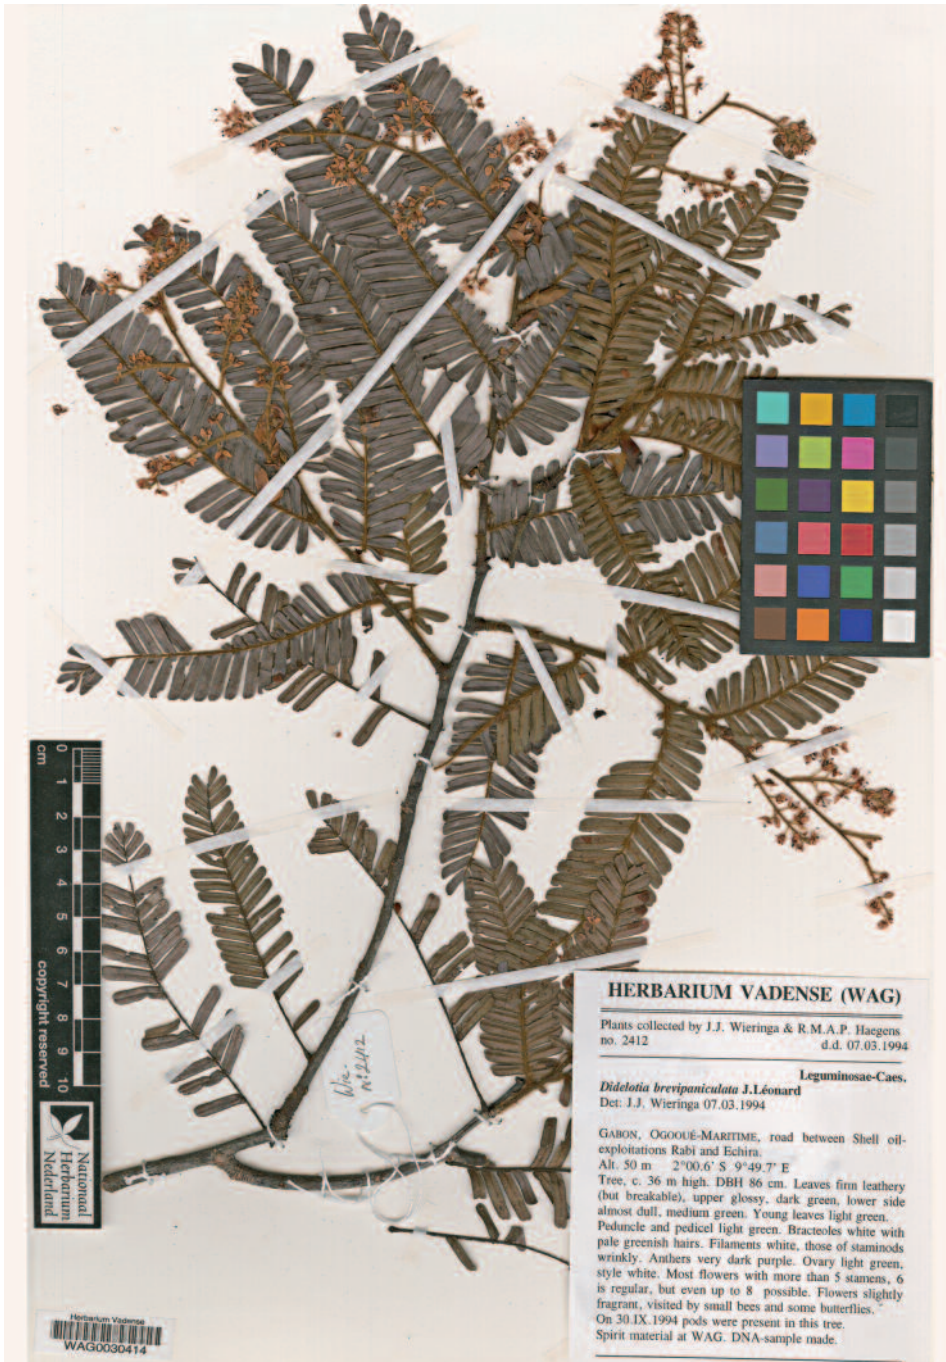 HERBARIUM VADENSE (WAG)
Plants collected by J.J. Wieringa & R.M.A.P. Haegens
no. 2412 d.d. 07.03.1994
Leguminosae-Caes.
Didelotia brevipaniculata J.Léonard
Det: J.J. Wieringa 07.03.1994
GABON, OGOOUÉ-MARITIME, road between Shell oil-
exploitations Rabi and Echira.
Alt. 50 m 2°00.6' S 9°49.7' E
Tree, c. 36 m high. DBH 86 cm. Leaves firm leathery
(but breakable), upper glossy, dark green, lower side
almost dull, medium green. Young leaves light green.
Peduncle and pedicel light green. Bracteoles white with
pale greenish hairs. Filaments white, those of staminods
wrinkly. Anthers very dark purple. Ovary light green,
style white. Most flowers with more than 5 stamens, 6
is regular, but even up to 8 possible. Flowers slightly
fragrant, visited by small bees and some butterflies.
On 30.IX.1994 pods were present in this tree.
Spirit material at WAG. DNA-sample made.
Wie.
nº 2412
cm
0
1
2
3
4
5
6
7
8
9
10
copyright reserved
Nationaal
Herbarium
Nederland
Herbarium Vadense
WAG0030414